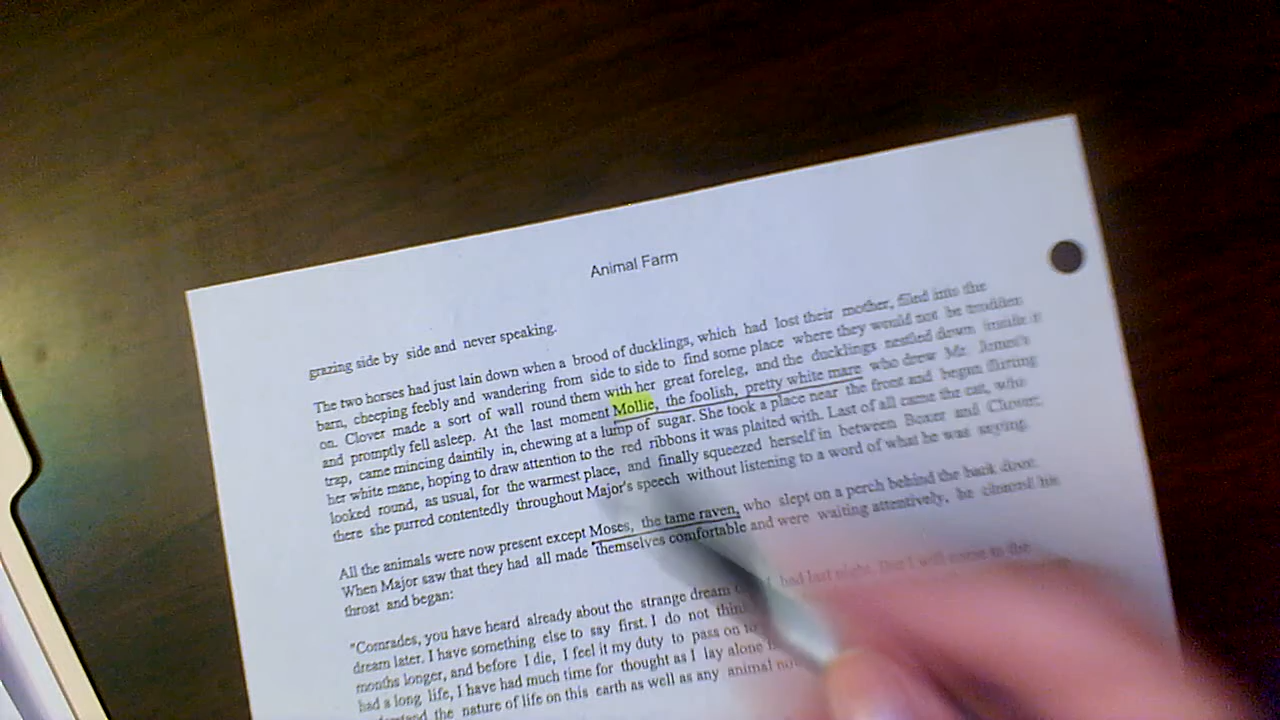 Animal Farm
grazing side by side and never speaking.
The two horses had just lain down when a brood of ducklings, which had lost their mother, filed into the
barn, cheeping feebly and wandering from side to side to find some place where they would not be trodden
on. Clover made a sort of wall round them with her great foreleg, and the ducklings nestled down inside it
and promptly fell asleep. At the last moment Mollie, the foolish, pretty white mare who drew Mr. Jones's
trap, came mincing daintily in, chewing at a lump of sugar. She took a place near the front and began flirting
her white mane, hoping to draw attention to the red ribbons it was plaited with. Last of all came the cat, who
looked round, as usual, for the warmest place, and finally squeezed herself in between Boxer and Clover;
there she purred contentedly throughout Major's speech without listening to a word of what he was saying.
All the animals were now present except Moses, the tame raven, who slept on a perch behind the back door.
When Major saw that they had all made themselves comfortable and were waiting attentively, he cleared his
throat and began:
"Comrades, you have heard already about the strange dream had last night. But I will come to the
dream later. I have something else to say first. I do not
months longer, and before I die, I feel it my duty to pass on to
had a long life, I have had much time for thought as I lay alone
the nature of life on this earth as well as any animal